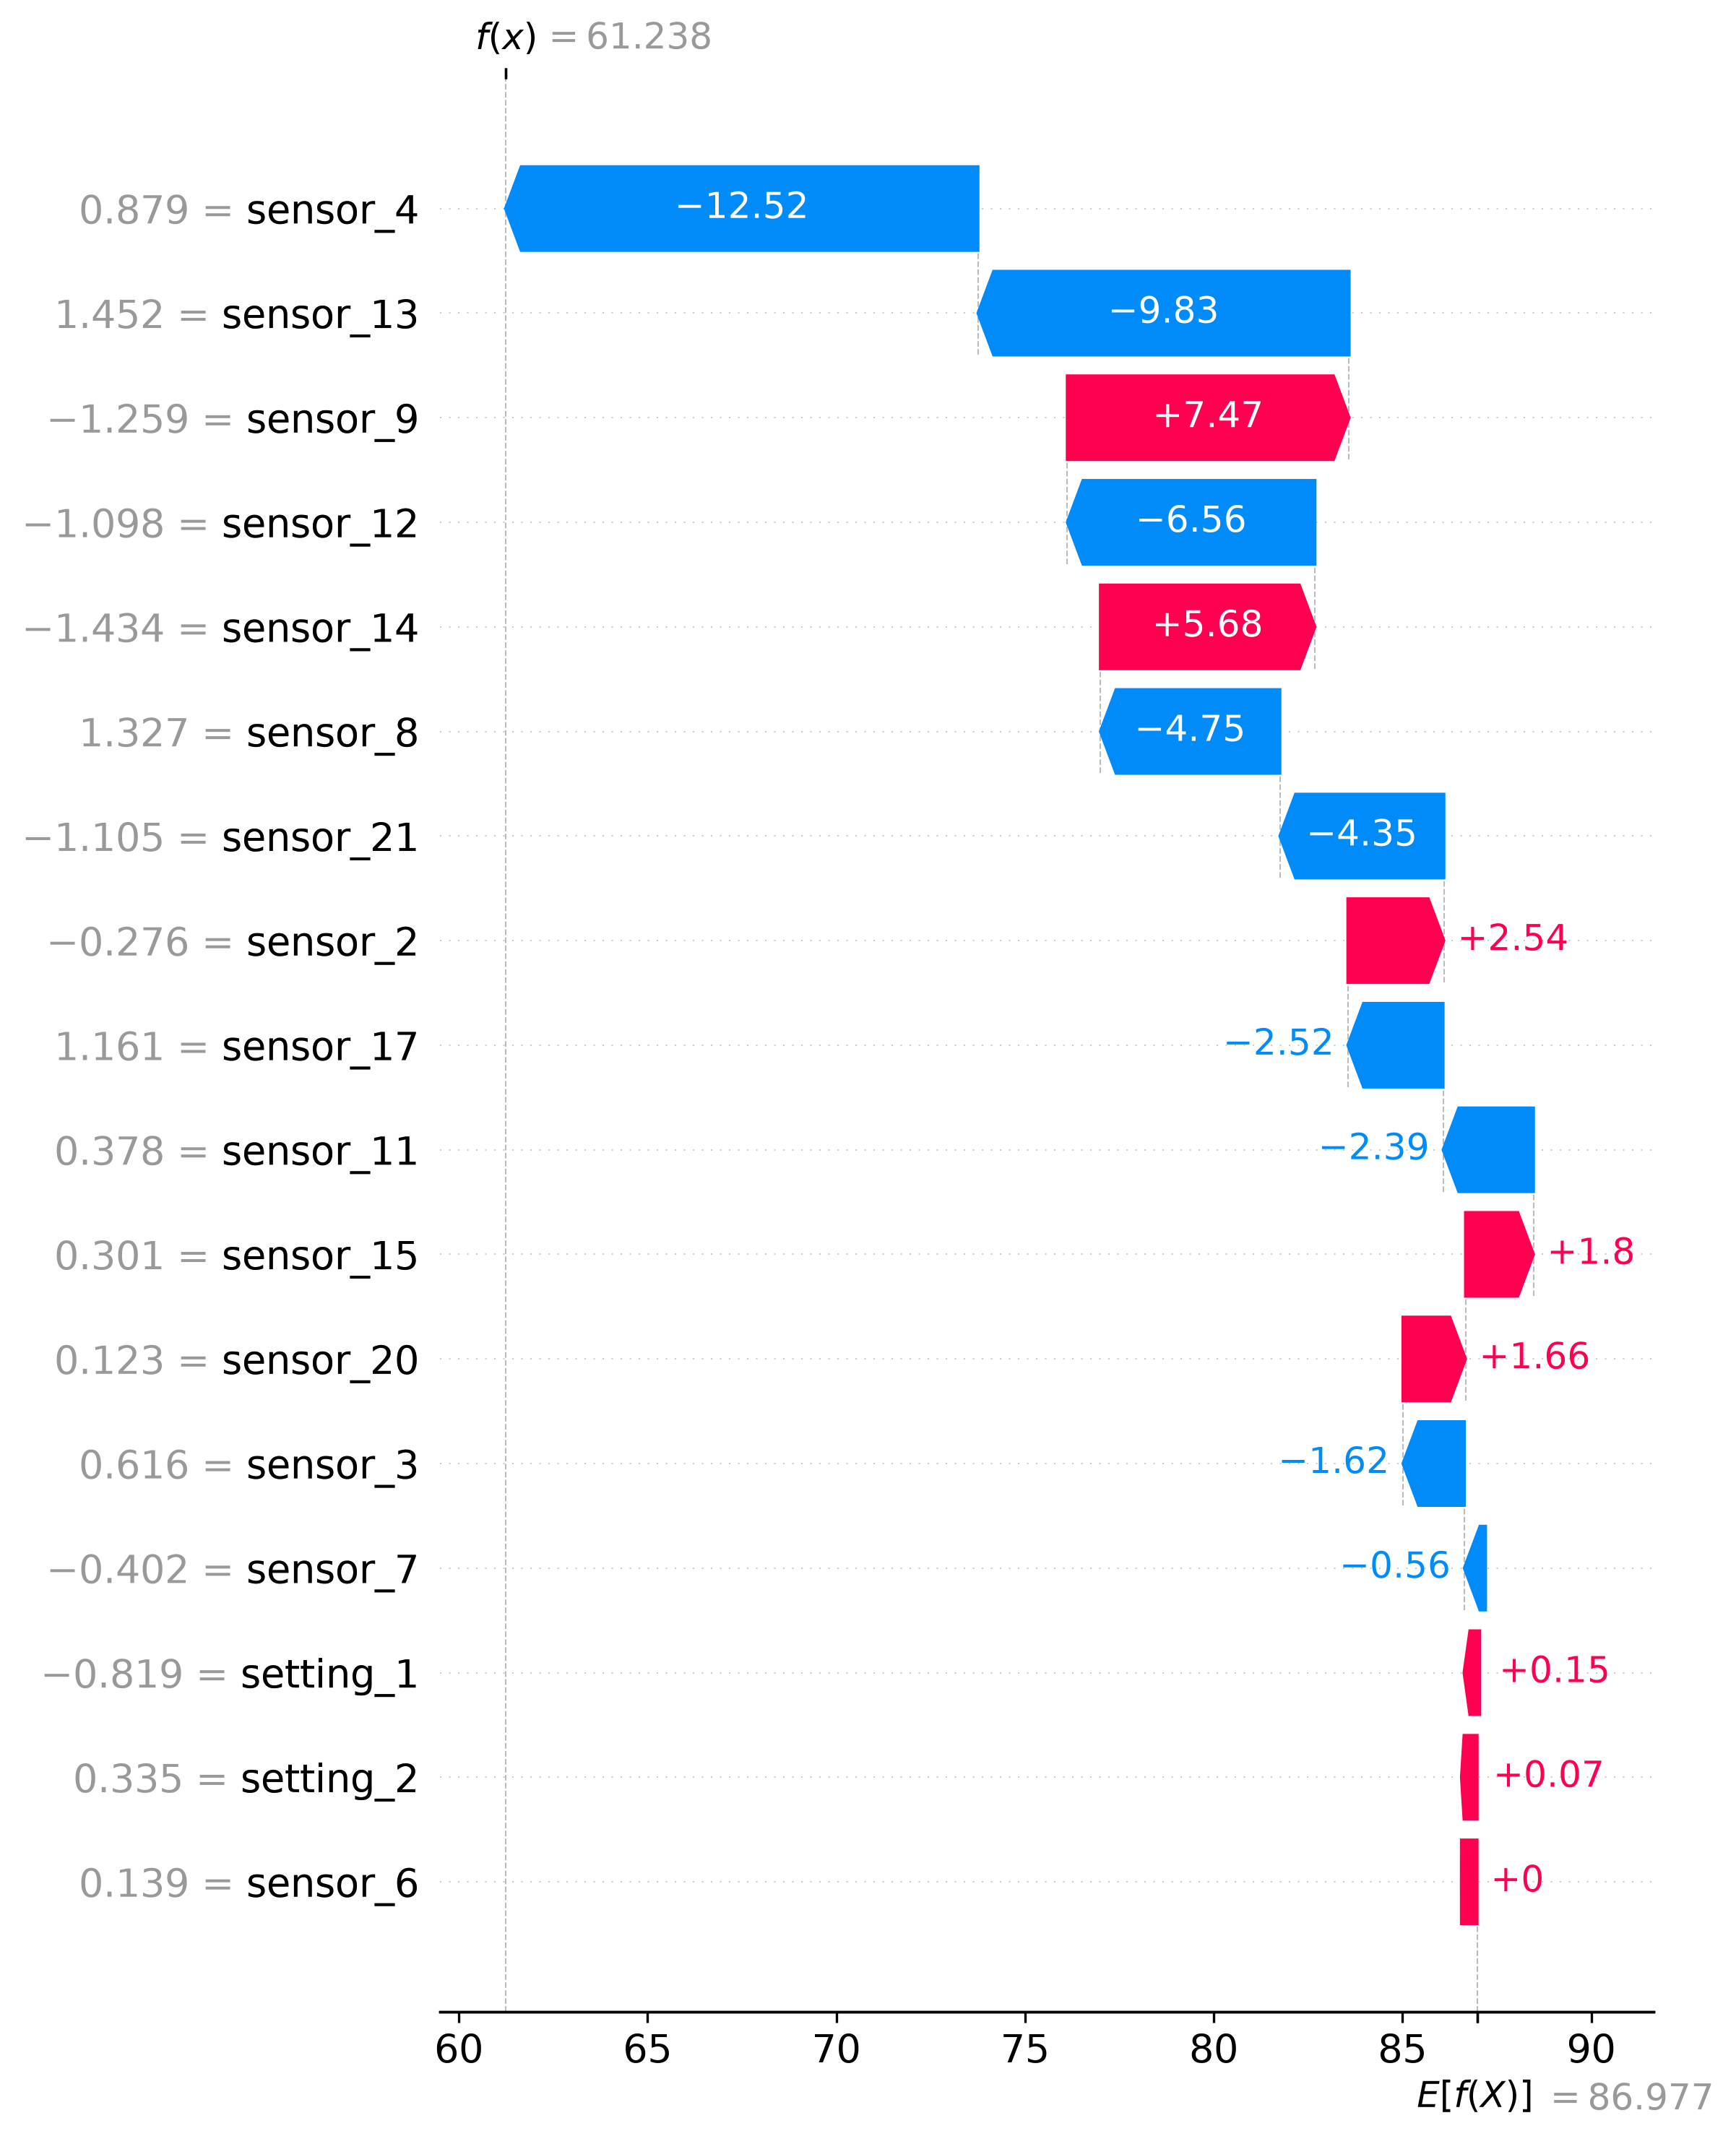 f(x) = 61.238
0.879 = sensor_4 −12.52
1.452 = sensor_13 −9.83
−1.259 = sensor_9 +7.47
−1.098 = sensor_12 −6.56
−1.434 = sensor_14 +5.68
1.327 = sensor_8 −4.75
−1.105 = sensor_21 −4.35
−0.276 = sensor_2 +2.54
1.161 = sensor_17 −2.52
0.378 = sensor_11 −2.39
0.301 = sensor_15 +1.8
0.123 = sensor_20 +1.66
0.616 = sensor_3 −1.62
−0.402 = sensor_7 −0.56
−0.819 = setting_1 +0.15
0.335 = setting_2 +0.07
0.139 = sensor_6 +0
60 65 70 75 80 85 90
E[f(X)] = 86.977